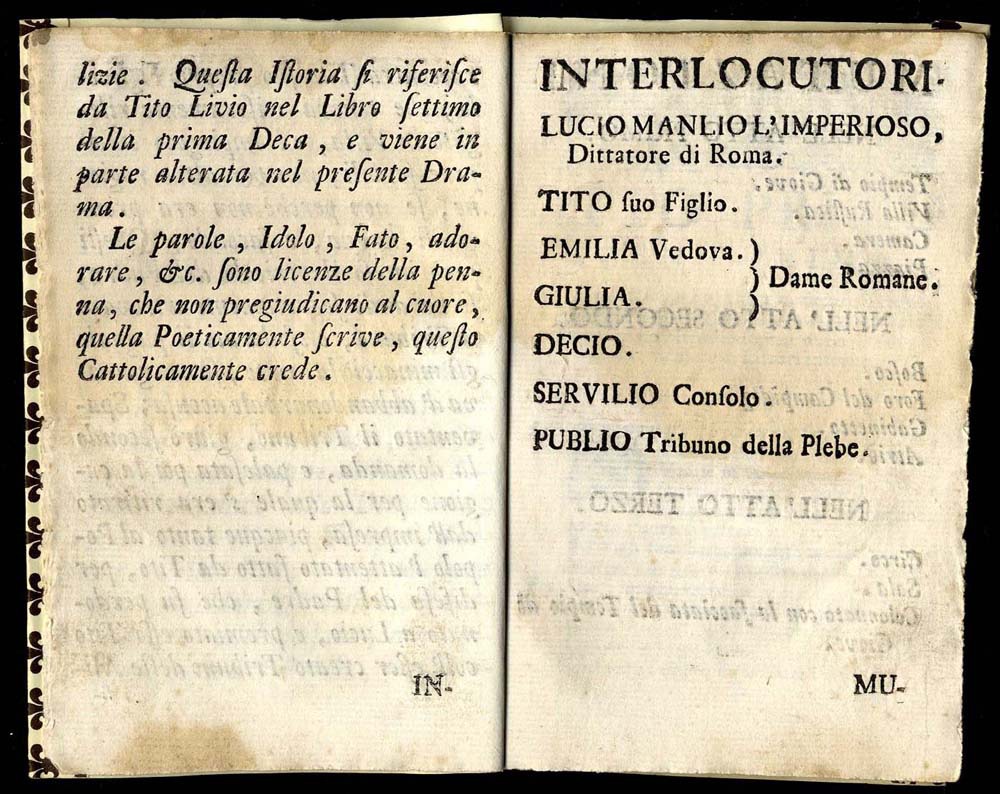 lizie. Queſta Iſtoria ſi riferiſce
da Tito Livio nel Libro ſettimo
della prima Deca, e viene in
parte alterata nel preſente Dra-
ma.
Le parole, Idolo, Fato, ado-
rare, &c. ſono licenze della pen-
na, che non pregiudicano al cuore,
quella Poeticamente ſcrive, queſto
Cattolicamente crede.
IN-
INTERLOCUTORI.
LUCIO MANLIO L'IMPERIOSO,
Dittatore di Roma.
TITO ſuo Figlio.
EMILIA Vedova.)
) Dame Romane.
GIULIA. )
DECIO.
SERVILIO Conſolo.
PUBLIO Tribuno della Plebe.
MU-